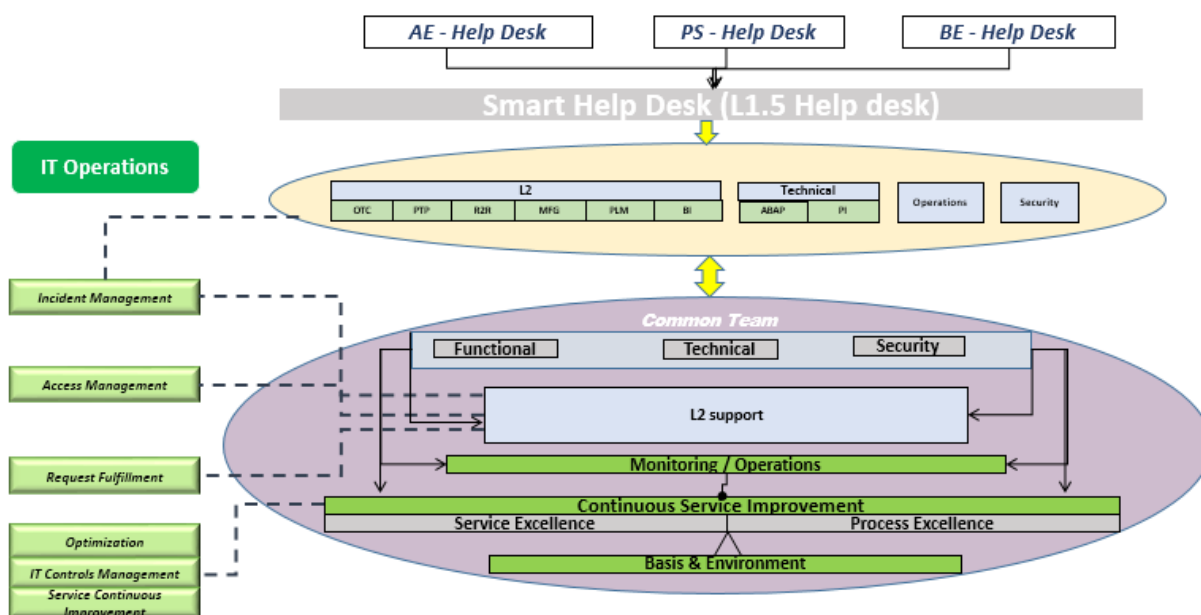 AE - Help Desk
PS - Help Desk
BE - Help Desk
Smart Help Desk (L1.5 Help desk)
IT Operations
L2
OTC
PTP
R2R
MFG
PLM
BI
Technical
ABAP
PI
Operations
Security
Incident Management
Access Management
Request Fulfillment
Optimization
IT Controls Management
Service Continuous
Improvement
Common Team
Functional
Technical
Security
L2 support
Monitoring / Operations
Continuous Service Improvement
Service Excellence
Process Excellence
Basis & Environment